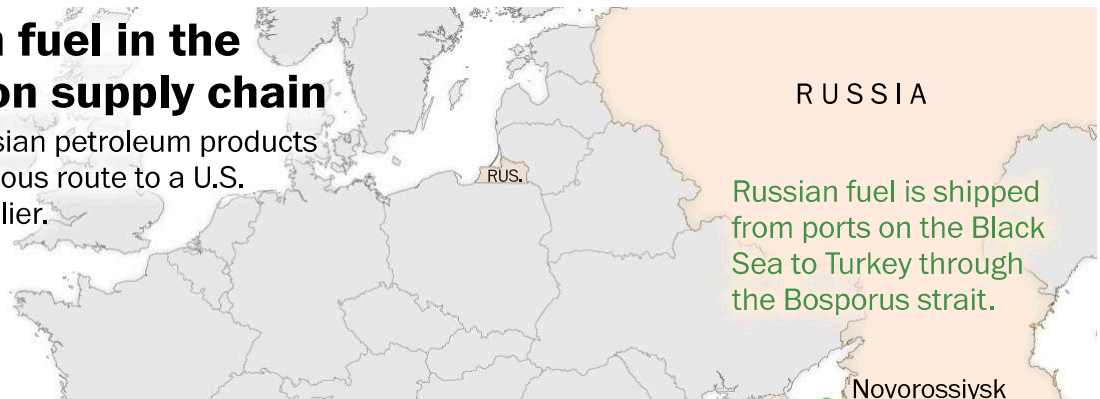 fuel in the
on supply chain
sian petroleum products
ous route to a U.S.
lier.
RUSSIA
RUS.
Russian fuel is shipped
from ports on the Black
Sea to Turkey through
the Bosporus strait.
Novorossiysk